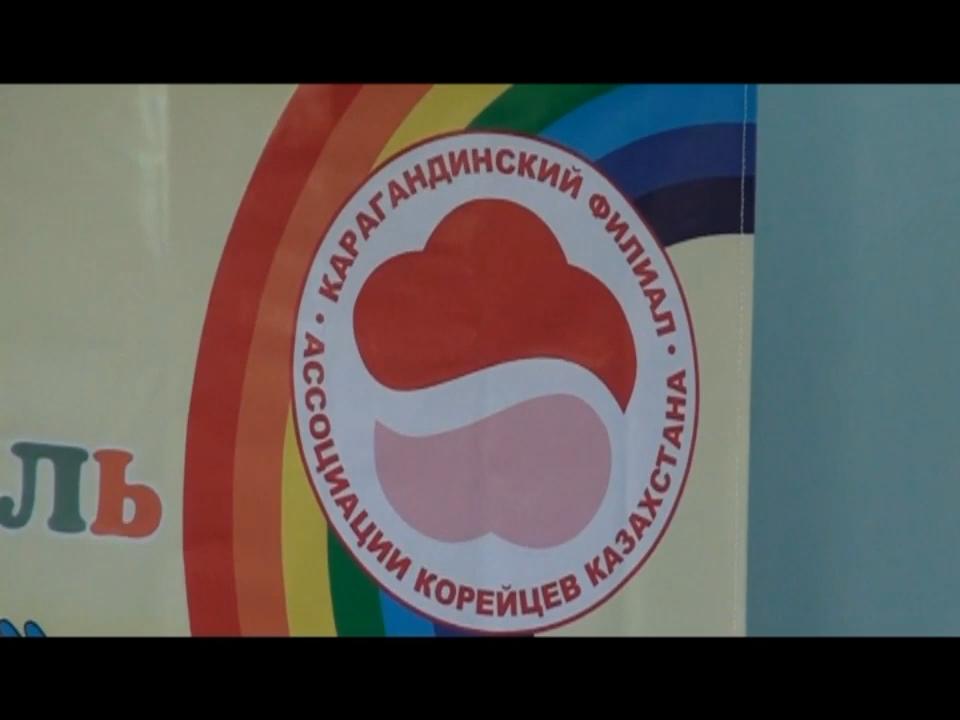 КАРАГАНДИНСКИЙ ФИЛИАЛ
АССОЦИАЦИИ КОРЕЙЦЕВ КАЗАХСТАНА
ЛЬ